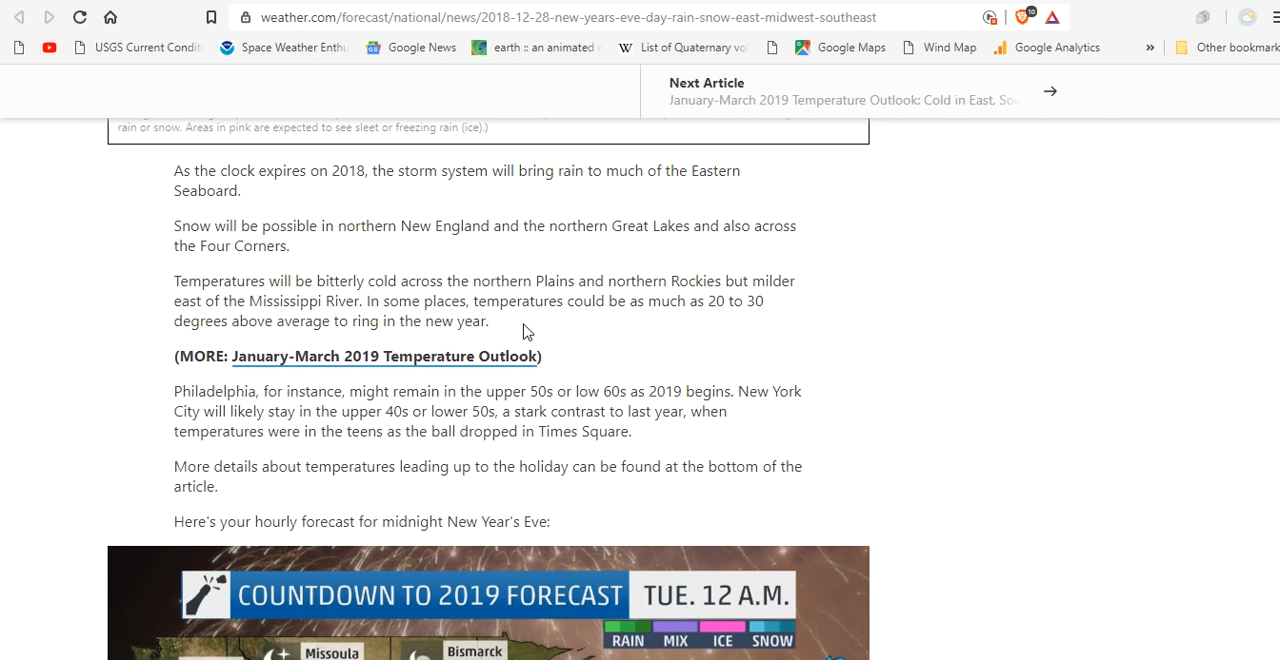 weather.com/forecast/national/news/2018-12-28-new-years-eve-day-rain-snow-east-midwest-southeast
10
USGS Current Condit
Space Weather Enthu
Google News
earth :: an animated
List of Quaternary vo
Google Maps
Wind Map
Google Analytics
»
Other bookmark
Next Article
January-March 2019 Temperature Outlook: Cold in East, Sou
rain or snow. Areas in pink are expected to see sleet or freezing rain (ice).)
As the clock expires on 2018, the storm system will bring rain to much of the Eastern
Seaboard.
Snow will be possible in northern New England and the northern Great Lakes and also across
the Four Corners.
Temperatures will be bitterly cold across the northern Plains and northern Rockies but milder
east of the Mississippi River. In some places, temperatures could be as much as 20 to 30
degrees above average to ring in the new year.
(MORE: January-March 2019 Temperature Outlook)
Philadelphia, for instance, might remain in the upper 50s or low 60s as 2019 begins. New York
City will likely stay in the upper 40s or lower 50s, a stark contrast to last year, when
temperatures were in the teens as the ball dropped in Times Square.
More details about temperatures leading up to the holiday can be found at the bottom of the
article.
Here's your hourly forecast for midnight New Year's Eve:
COUNTDOWN TO 2019 FORECAST TUE. 12 A.M.
RAIN MIX ICE SNOW
Missoula
Bismarck